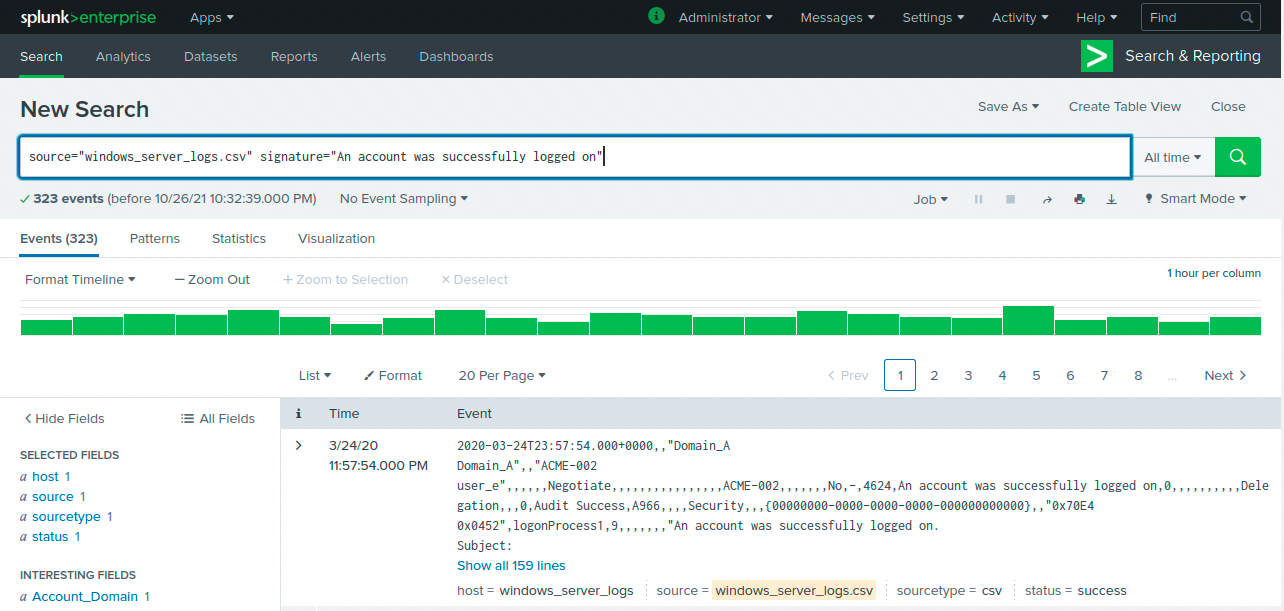 splunk>enterprise Apps Administrator Messages Settings Activity Help Find
Search Analytics Datasets Reports Alerts Dashboards Search & Reporting
New Search Save As Create Table View Close
source="windows_server_logs.csv" signature="An account was successfully logged on" All time
323 events (before 10/26/21 10:32:39.000 PM) No Event Sampling Job Smart Mode
Events (323) Patterns Statistics Visualization
Format Timeline — Zoom Out + Zoom to Selection × Deselect 1 hour per column
List Format 20 Per Page < Prev 1 2 3 4 5 6 7 8 ... Next >
< Hide Fields All Fields i Time Event
SELECTED FIELDS
a host 1
a source 1
a sourcetype 1
a status 1
INTERESTING FIELDS
a Account_Domain 1
> 3/24/20
11:57:54.000 PM
2020-03-24T23:57:54.000+0000,,"Domain_A
Domain_A",,"ACME-002
user_e",,,,,,Negotiate,,,,,,,,,,,,,,,,ACME-002,,,,,,,No,-,4624,An account was successfully logged on,0,,,,,,,,,,Dele
gation,,,0,Audit Success,A966,,,,Security,,,{00000000-0000-0000-0000-000000000000},,"0x70E4
0x0452",logonProcess1,9,,,,,,,"An account was successfully logged on.
Subject:
Show all 159 lines
host = windows_server_logs source = windows_server_logs.csv sourcetype = csv status = success